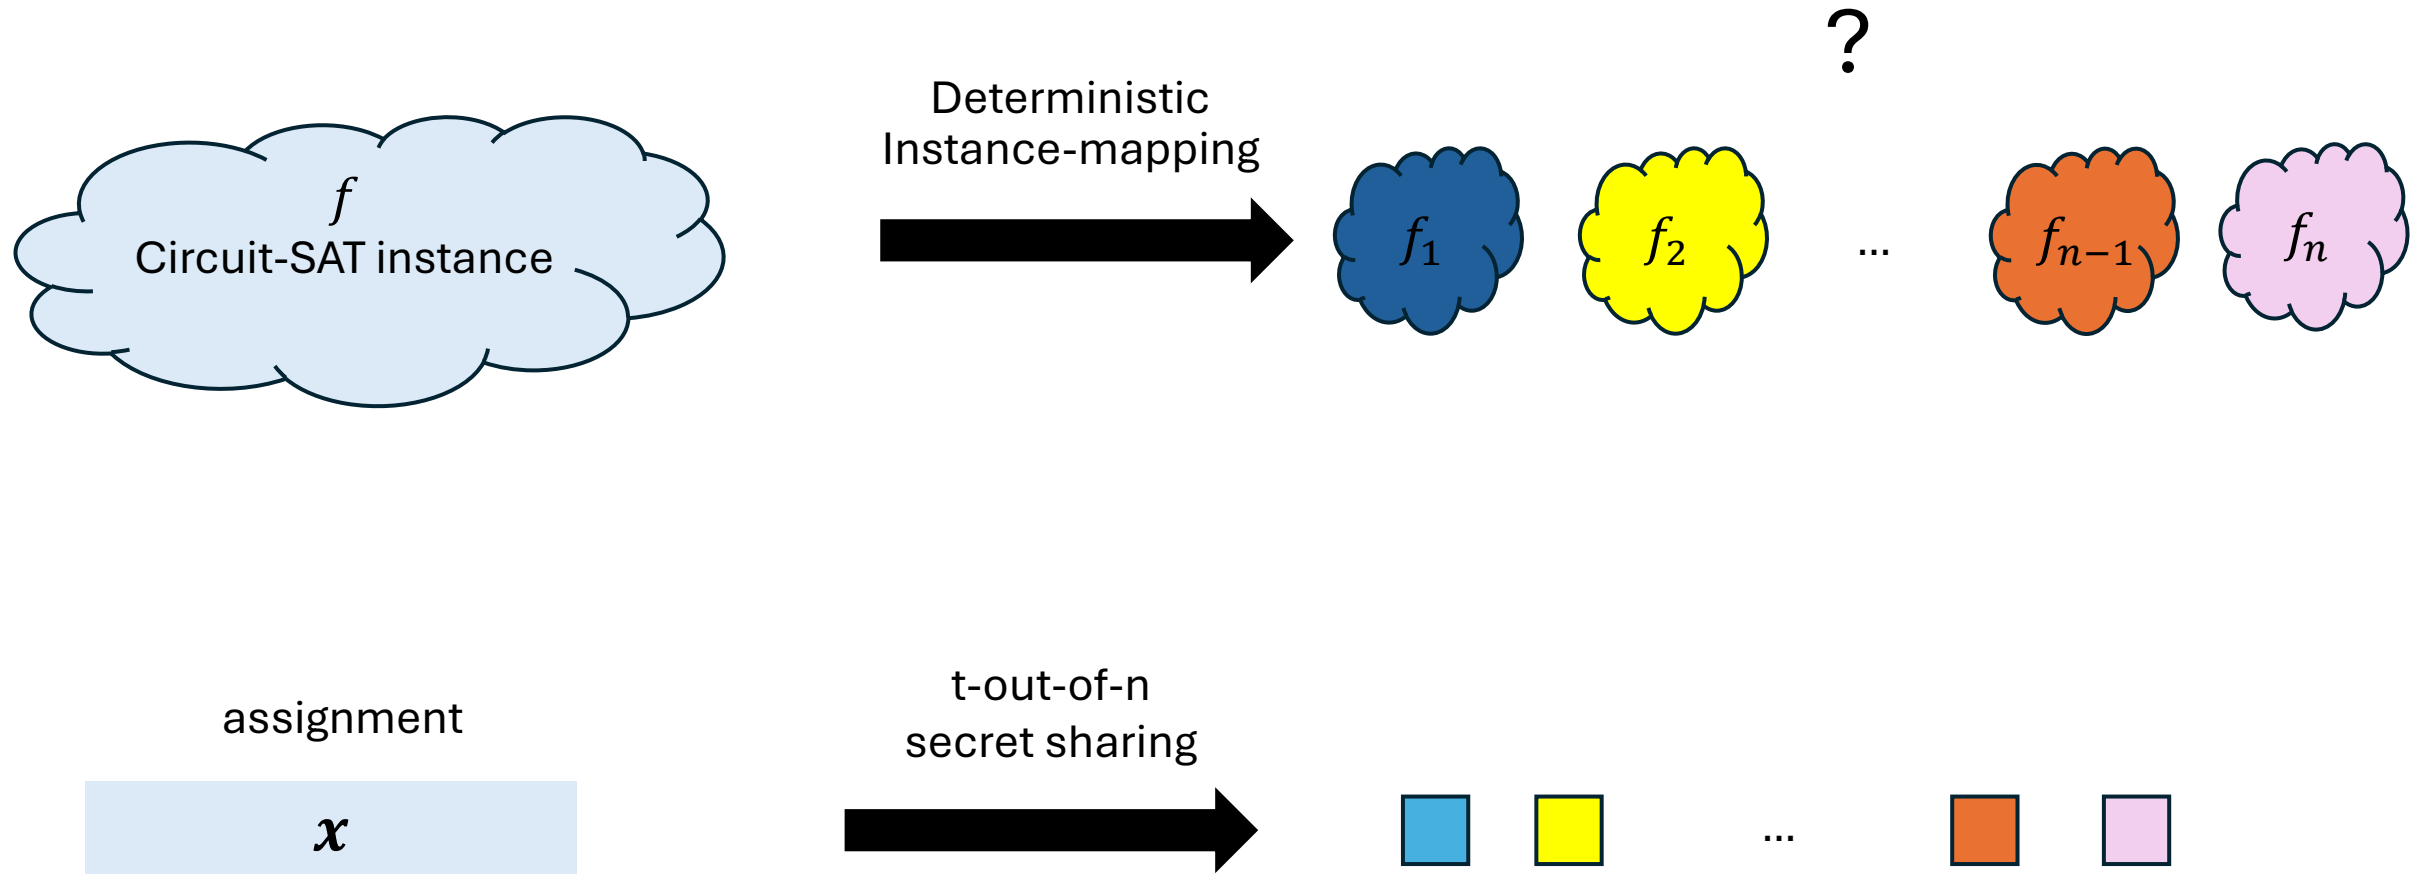 ?
Deterministic
Instance-mapping
f
Circuit-SAT instance
f₁ f₂ ... fₙ₋₁ fₙ
t-out-of-n
secret sharing
assignment
x
...